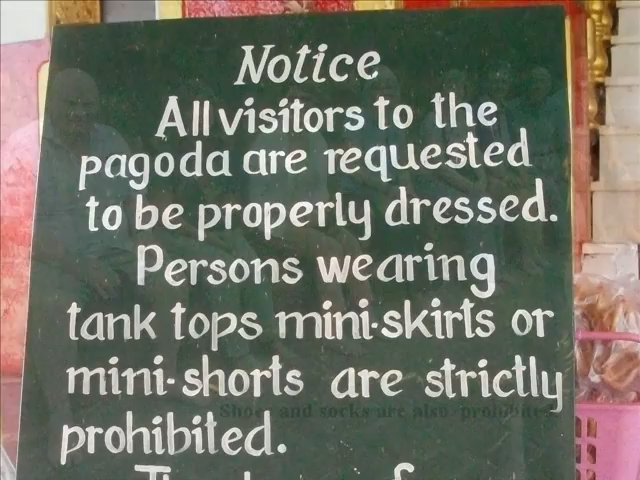 Notice
All visitors to the
pagoda are requested
to be properly dressed.
Persons wearing
tank tops mini-skirts or
mini-shorts are strictly
Shoes and socks are also prohibited
prohibited.